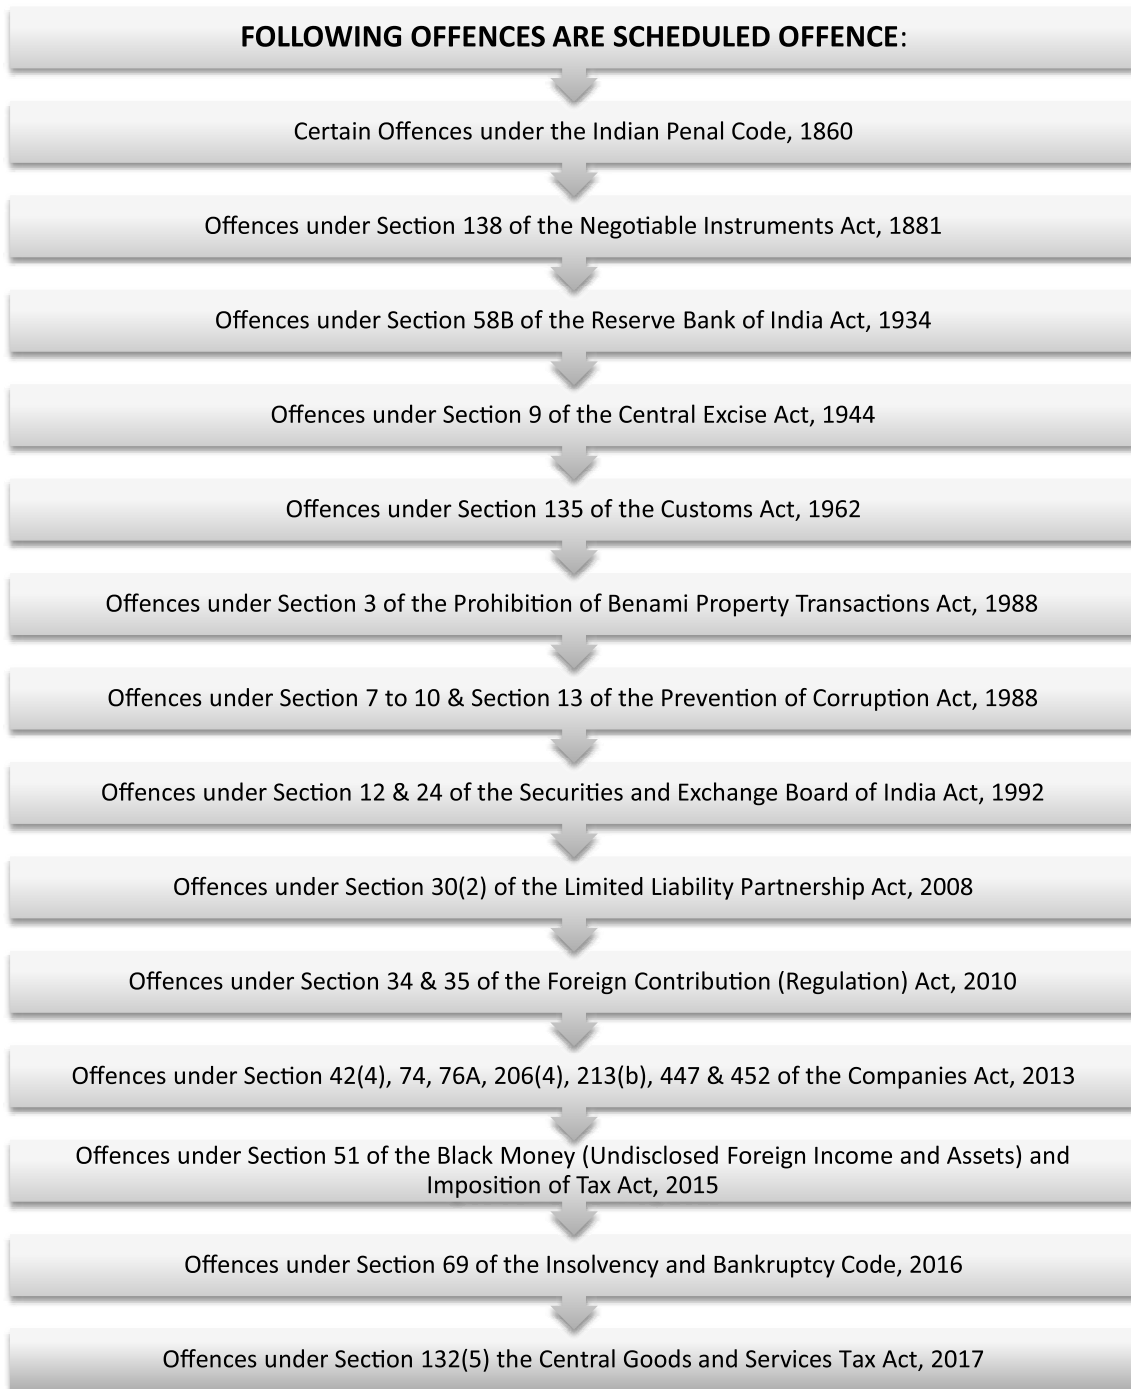 FOLLOWING OFFENCES ARE SCHEDULED OFFENCE:
Certain Offences under the Indian Penal Code, 1860
Offences under Section 138 of the Negotiable Instruments Act, 1881
Offences under Section 58B of the Reserve Bank of India Act, 1934
Offences under Section 9 of the Central Excise Act, 1944
Offences under Section 135 of the Customs Act, 1962
Offences under Section 3 of the Prohibition of Benami Property Transactions Act, 1988
Offences under Section 7 to 10 & Section 13 of the Prevention of Corruption Act, 1988
Offences under Section 12 & 24 of the Securities and Exchange Board of India Act, 1992
Offences under Section 30(2) of the Limited Liability Partnership Act, 2008
Offences under Section 34 & 35 of the Foreign Contribution (Regulation) Act, 2010
Offences under Section 42(4), 74, 76A, 206(4), 213(b), 447 & 452 of the Companies Act, 2013
Offences under Section 51 of the Black Money (Undisclosed Foreign Income and Assets) and
Imposition of Tax Act, 2015
Offences under Section 69 of the Insolvency and Bankruptcy Code, 2016
Offences under Section 132(5) the Central Goods and Services Tax Act, 2017